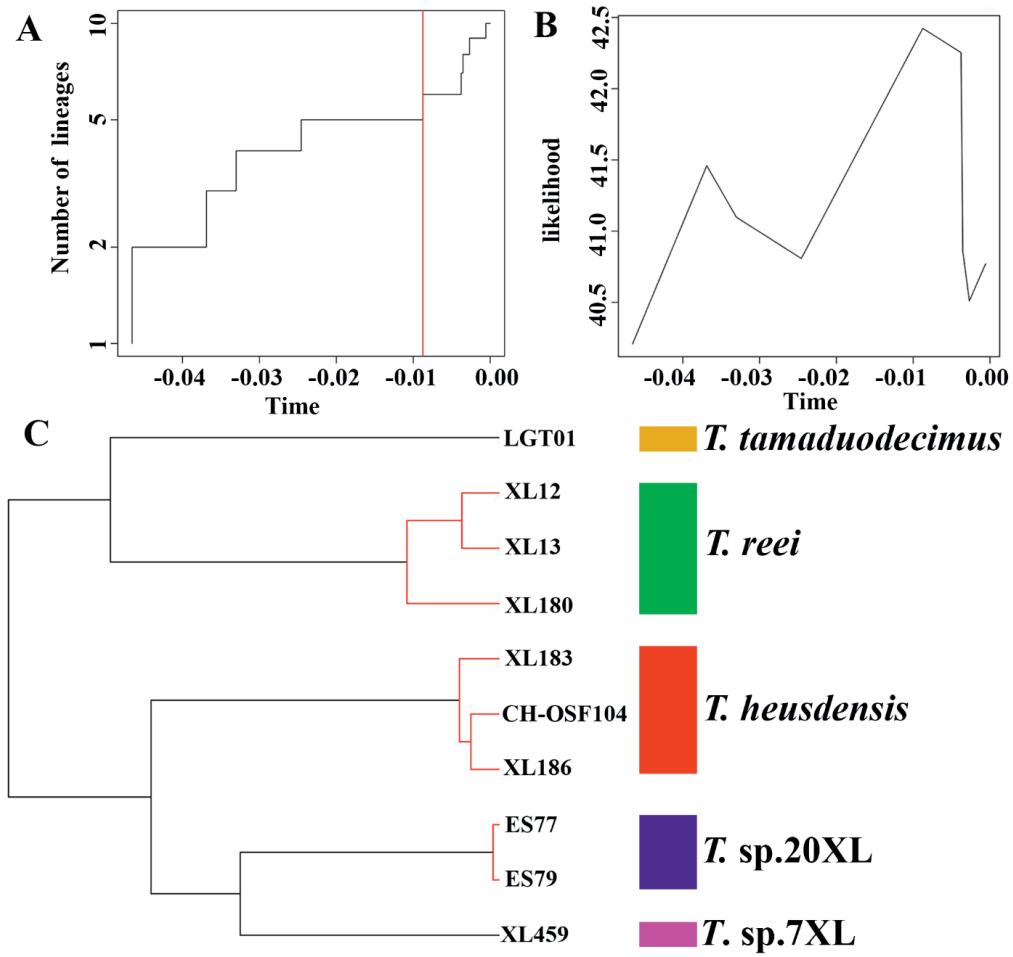 A
Number of lineages
10
5
2
1
-0.04
-0.03
-0.02
-0.01
0.00
Time
B
likelihood
42.5
42.0
41.5
41.0
40.5
-0.04
-0.03
-0.02
-0.01
0.00
Time
C
LGT01
T. tamaduodecimus
XL12
XL13
T. reei
XL180
XL183
CH-OSF104
T. heusdensis
XL186
ES77
T. sp.20XL
ES79
XL459
T. sp.7XL